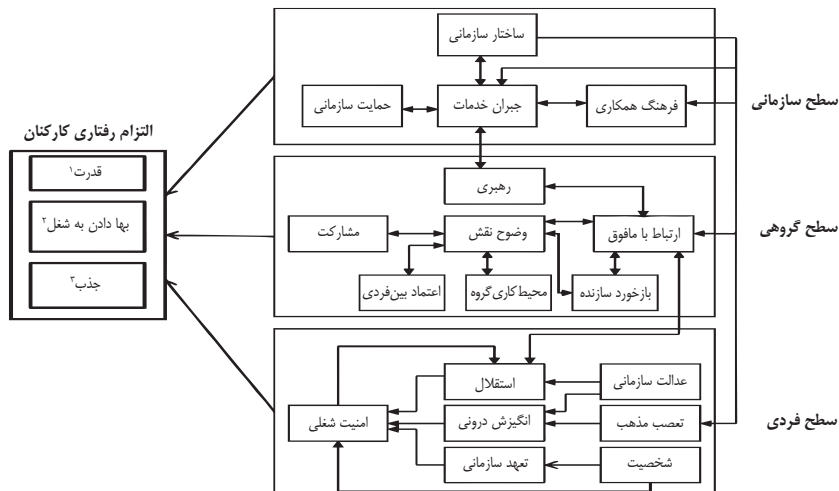 ساختار سازمانی
سطح سازمانی
فرهنگ همکاری
جبران خدمات
حمایت سازمانی
التزام رفتاری کارکنان
قدرت۱
بها دادن به شغل۲
جذب۳
رهبری
سطح گروهی
ارتباط با مافوق
وضوح نقش
مشارکت
بازخورد سازنده
محیط کاری گروه
اعتماد بین فردی
عدالت سازمانی
استقلال
سطح فردی
تعصب مذهب
انگیزش درونی
امنیت شغلی
شخصیت
تعهد سازمانی